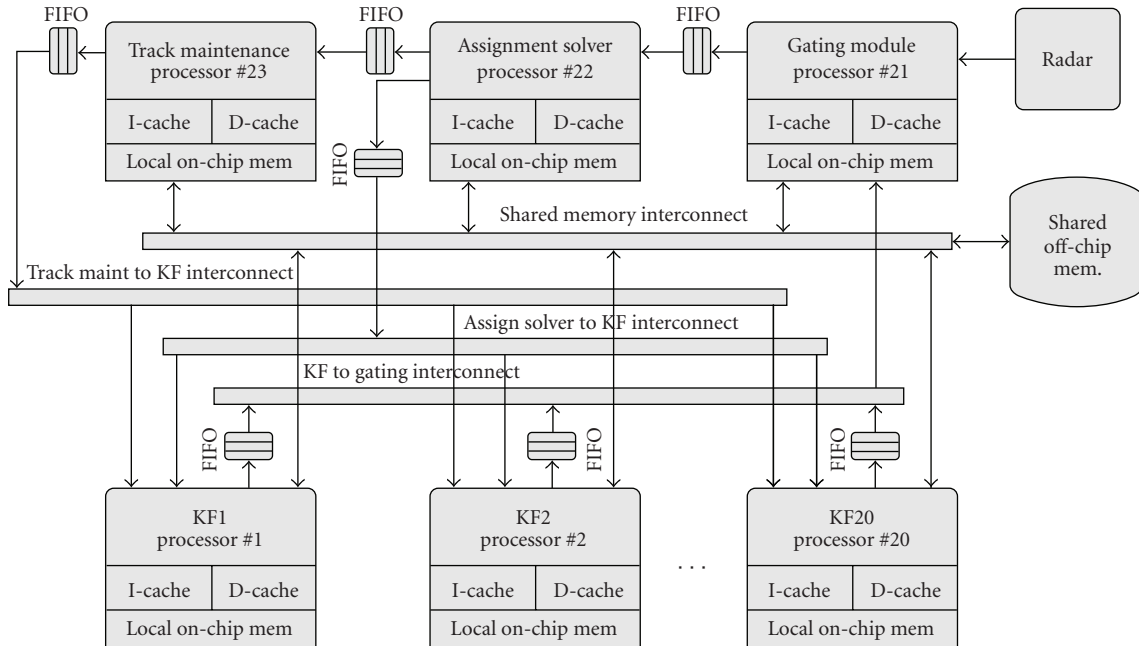 FIFO
FIFO
FIFO
Track maintenance
processor #23
Assignment solver
processor #22
Gating module
processor #21
Radar
I-cache
D-cache
I-cache
D-cache
I-cache
D-cache
Local on-chip mem
Local on-chip mem
Local on-chip mem
FIFO
Shared memory interconnect
Shared
off-chip
mem.
Track maint to KF interconnect
Assign solver to KF interconnect
KF to gating interconnect
FIFO
FIFO
FIFO
KF1
processor #1
KF2
processor #2
KF20
processor #20
. . .
I-cache
D-cache
I-cache
D-cache
I-cache
D-cache
Local on-chip mem
Local on-chip mem
Local on-chip mem